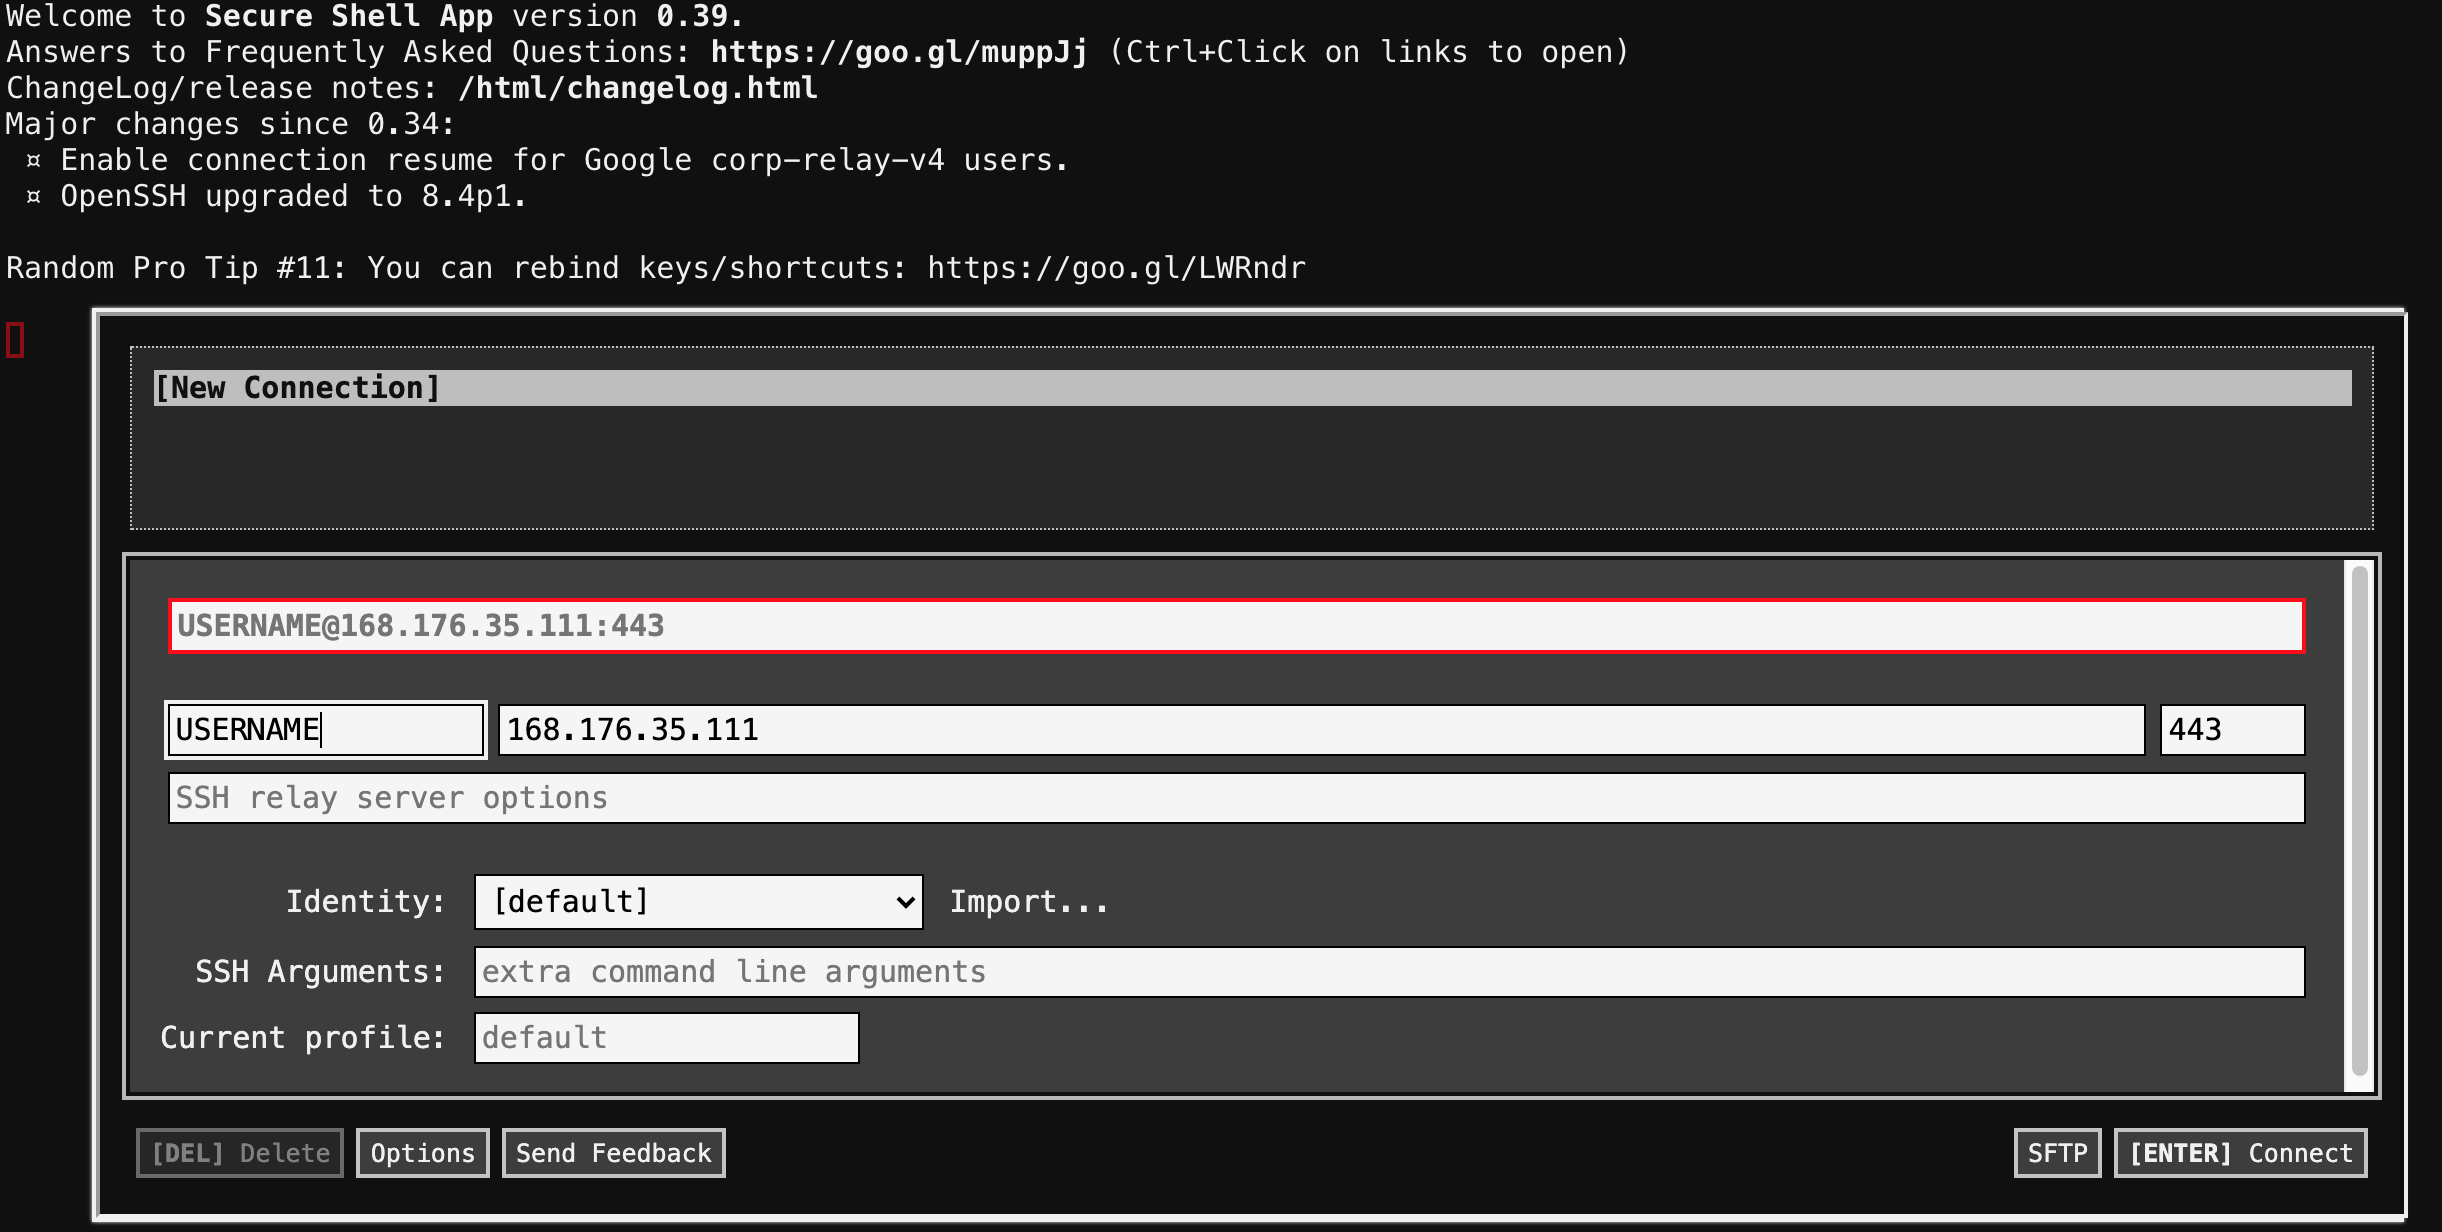 Welcome to Secure Shell App version 0.39.
Answers to Frequently Asked Questions: https://goo.gl/muppJj (Ctrl+Click on links to open)
ChangeLog/release notes: /html/changelog.html
Major changes since 0.34:
¤ Enable connection resume for Google corp-relay-v4 users.
¤ OpenSSH upgraded to 8.4p1.
Random Pro Tip #11: You can rebind keys/shortcuts: https://goo.gl/LWRndr
[New Connection]
USERNAME@168.176.35.111:443
USERNAME 168.176.35.111 443
SSH relay server options
Identity: [default] Import...
SSH Arguments: extra command line arguments
Current profile: default
[DEL] Delete Options Send Feedback SFTP [ENTER] Connect